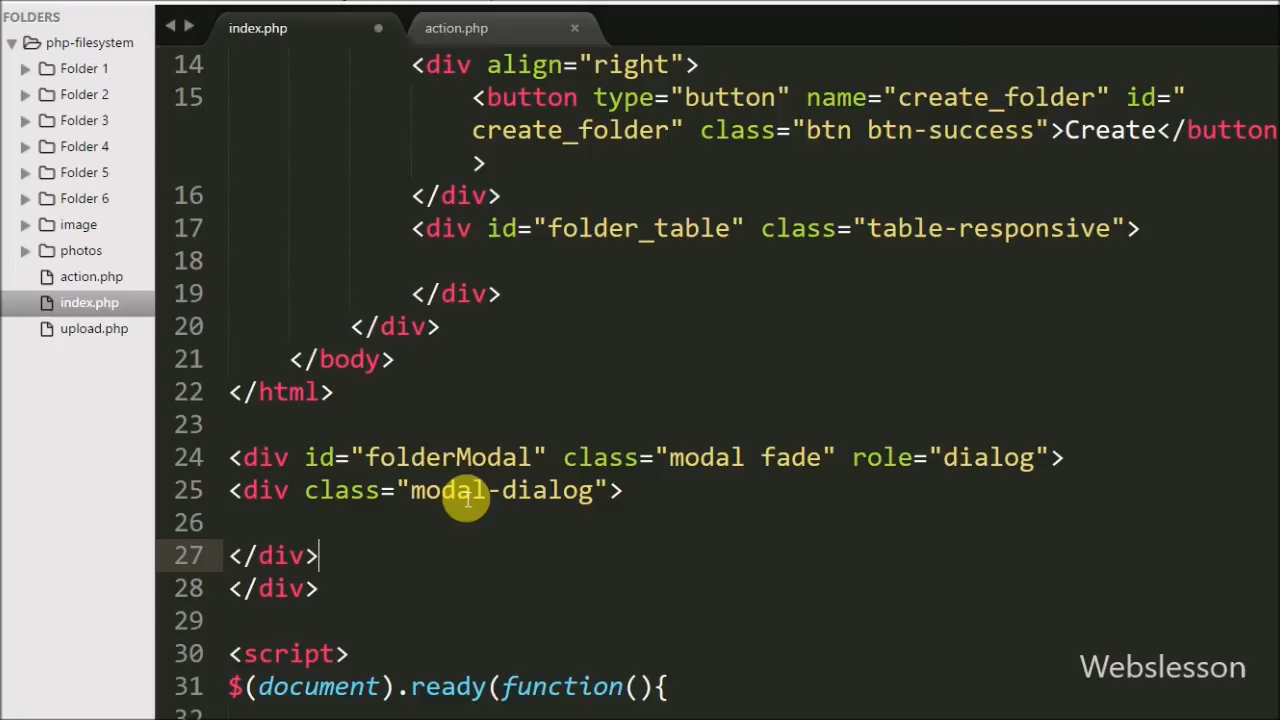 FOLDERS
php-filesystem
Folder 1
Folder 2
Folder 3
Folder 4
Folder 5
Folder 6
image
photos
action.php
index.php
upload.php
index.php
action.php ×
14 <div align="right">
15 <button type="button" name="create_folder" id="
create_folder" class="btn btn-success">Create</button
>
16 </div>
17 <div id="folder_table" class="table-responsive">
18
19 </div>
20 </div>
21 </body>
22 </html>
23
24 <div id="folderModal" class="modal fade" role="dialog">
25 <div class="modal-dialog">
26
27 </div>
28 </div>
29
30 <script>
31 $(document).ready(function(){
32
Webslesson